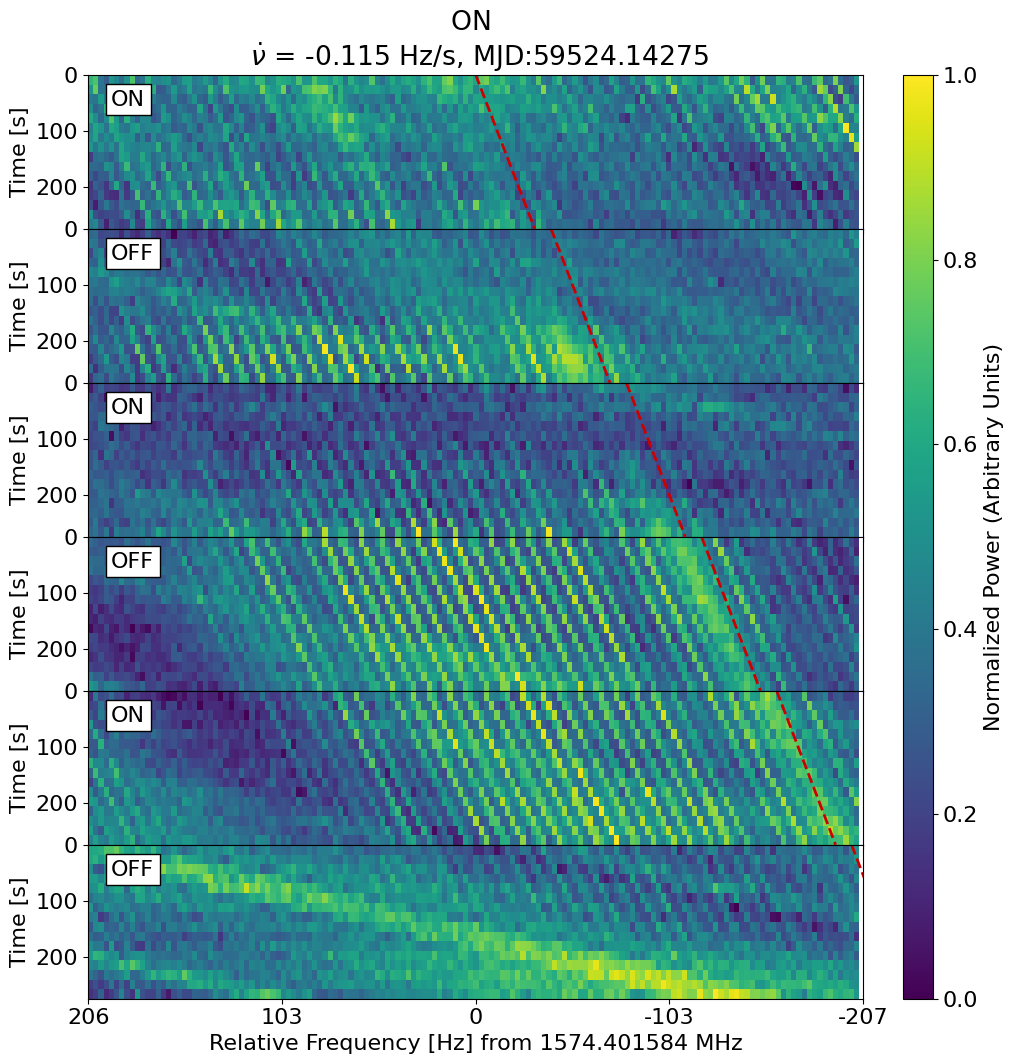 ON
ν̇ = -0.115 Hz/s, MJD:59524.14275
0
ON
100
200
Time [s]
0
OFF
100
200
Time [s]
0
ON
100
200
Time [s]
0
OFF
100
200
Time [s]
0
ON
100
200
Time [s]
0
OFF
100
200
Time [s]
206 103 0 -103 -207
Relative Frequency [Hz] from 1574.401584 MHz
1.0
0.8
0.6
0.4
0.2
0.0
Normalized Power (Arbitrary Units)